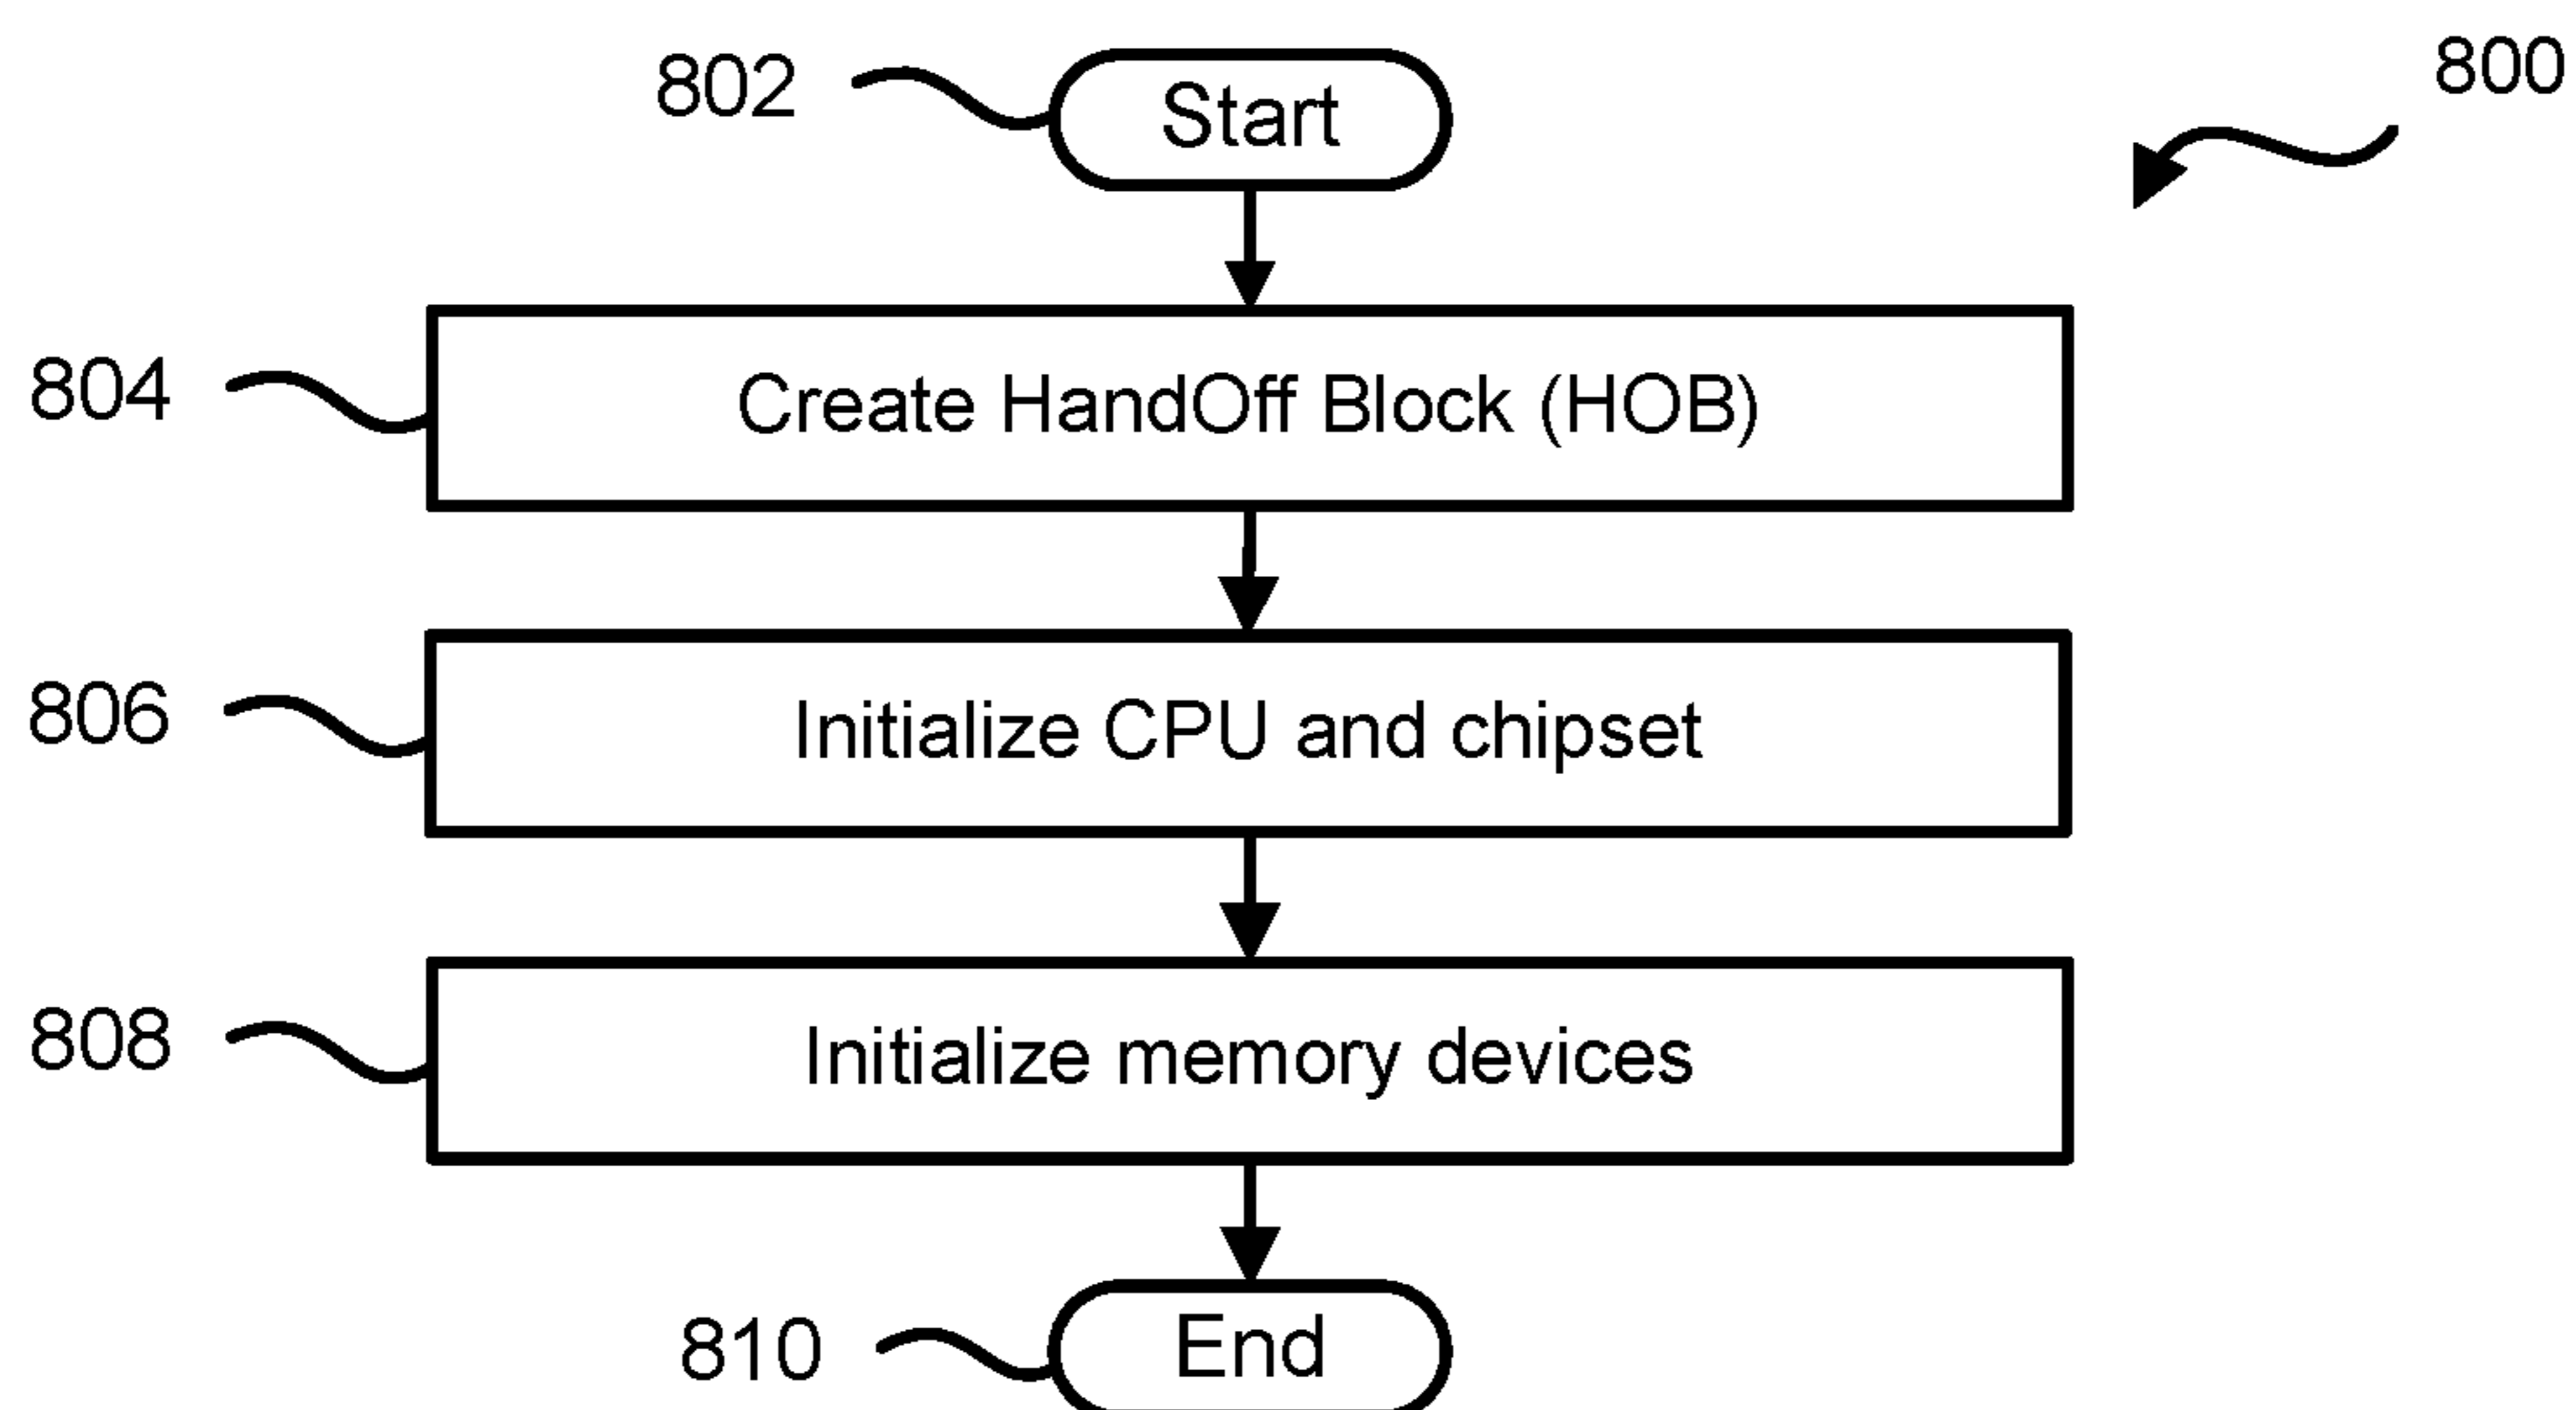 800
802
Start
804
Create HandOff Block (HOB)
806
Initialize CPU and chipset
808
Initialize memory devices
810
End